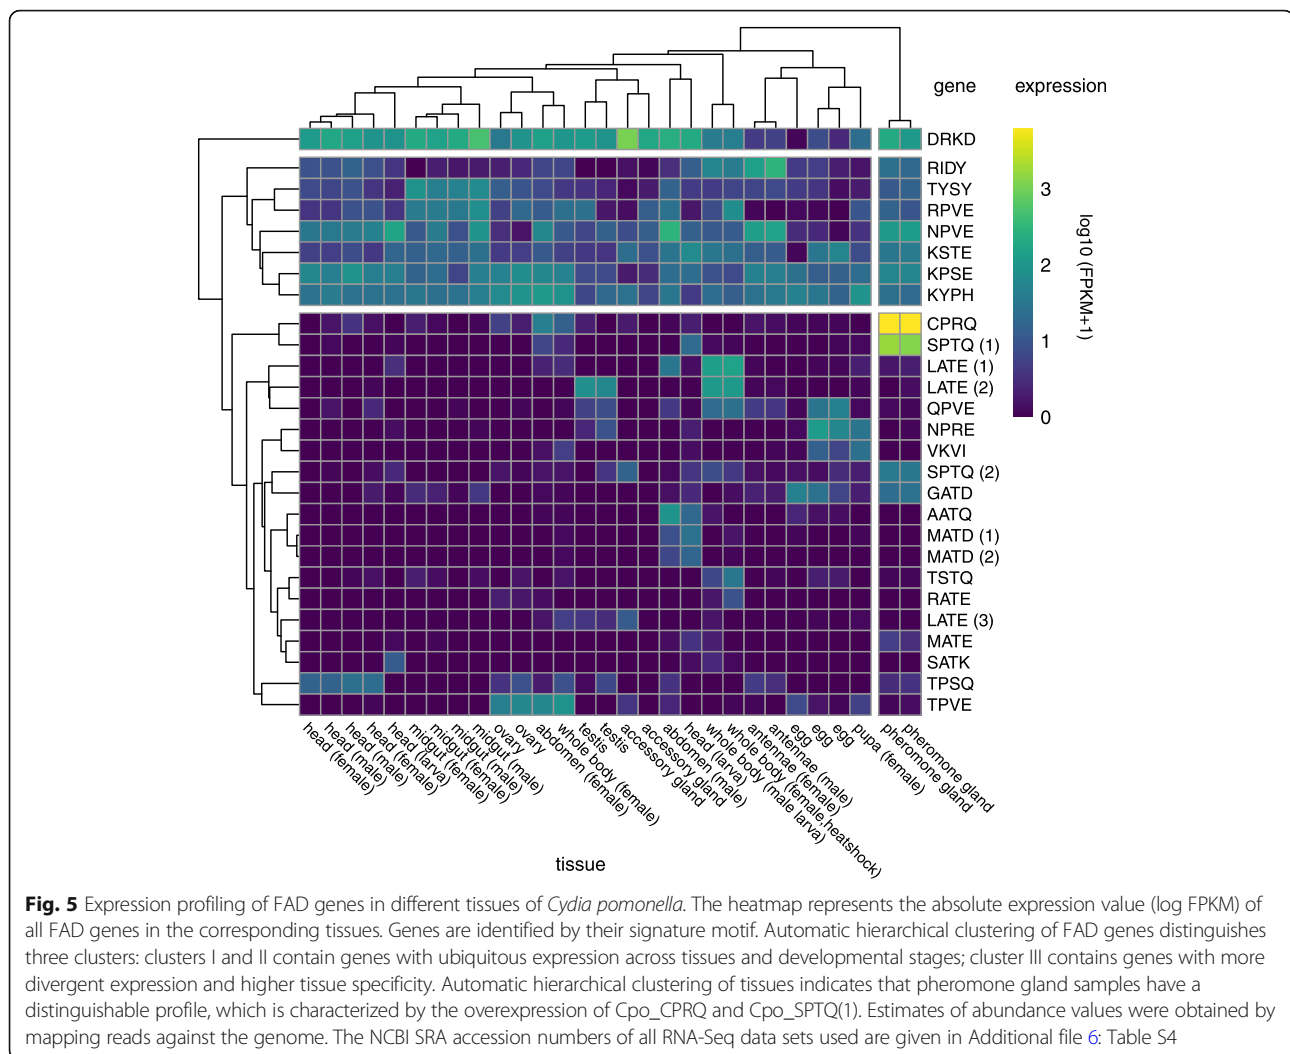 gene
expression
DRKD
RIDY
TYSY
RPVE
NPVE
KSTE
KPSE
KYPH
CPRQ
SPTQ (1)
LATE (1)
LATE (2)
QPVE
NPRE
VKVI
SPTQ (2)
GATD
AATQ
MATD (1)
MATD (2)
TSTQ
RATE
LATE (3)
MATE
SATK
TPSQ
TPVE
3
2
1
0
log10 (FPKM+1)
head (female)
head (male)
head (male)
head (female)
head (larva)
midgut (female)
midgut (female)
midgut (male)
midgut (male)
ovary
ovary
abdomen (female)
whole body (female)
testis
testis
accessory gland
accessory gland
abdomen (male)
head (larva)
whole body (male larva)
whole body (female,heatshock)
antennae (female)
antennae (male)
egg
egg
egg
pupa (female)
pheromone gland
pheromone gland
tissue
Fig. 5 Expression profiling of FAD genes in different tissues of Cydia pomonella. The heatmap represents the absolute expression value (log FPKM) of
all FAD genes in the corresponding tissues. Genes are identified by their signature motif. Automatic hierarchical clustering of FAD genes distinguishes
three clusters: clusters I and II contain genes with ubiquitous expression across tissues and developmental stages; cluster III contains genes with more
divergent expression and higher tissue specificity. Automatic hierarchical clustering of tissues indicates that pheromone gland samples have a
distinguishable profile, which is characterized by the overexpression of Cpo_CPRQ and Cpo_SPTQ(1). Estimates of abundance values were obtained by
mapping reads against the genome. The NCBI SRA accession numbers of all RNA-Seq data sets used are given in Additional file 6: Table S4